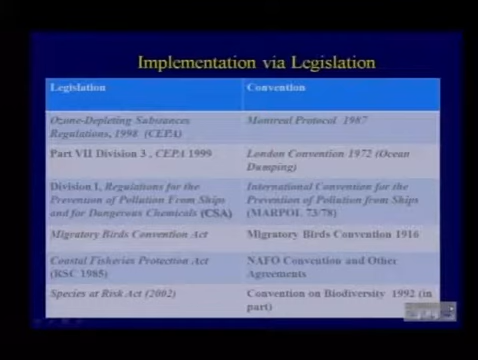 Implementation via Legislation
Legislation
Convention
Ozone-Depleting Substances
Regulations, 1998 (CEPA)
Montreal Protocol 1987
Part VII Division 3 , CEPA 1999
London Convention 1972 (Ocean
Dumping)
Division I, Regulations for the
Prevention of Pollution From Ships
and for Dangerous Chemicals (CSA)
International Convention for the
Prevention of Pollution from Ships
(MARPOL 73/78)
Migratory Birds Convention Act
Migratory Birds Convention 1916
Coastal Fisheries Protection Act
(RSC 1985)
NAFO Convention and Other
Agreements
Species at Risk Act (2002)
Convention on Biodiversity 1992 (in
part)